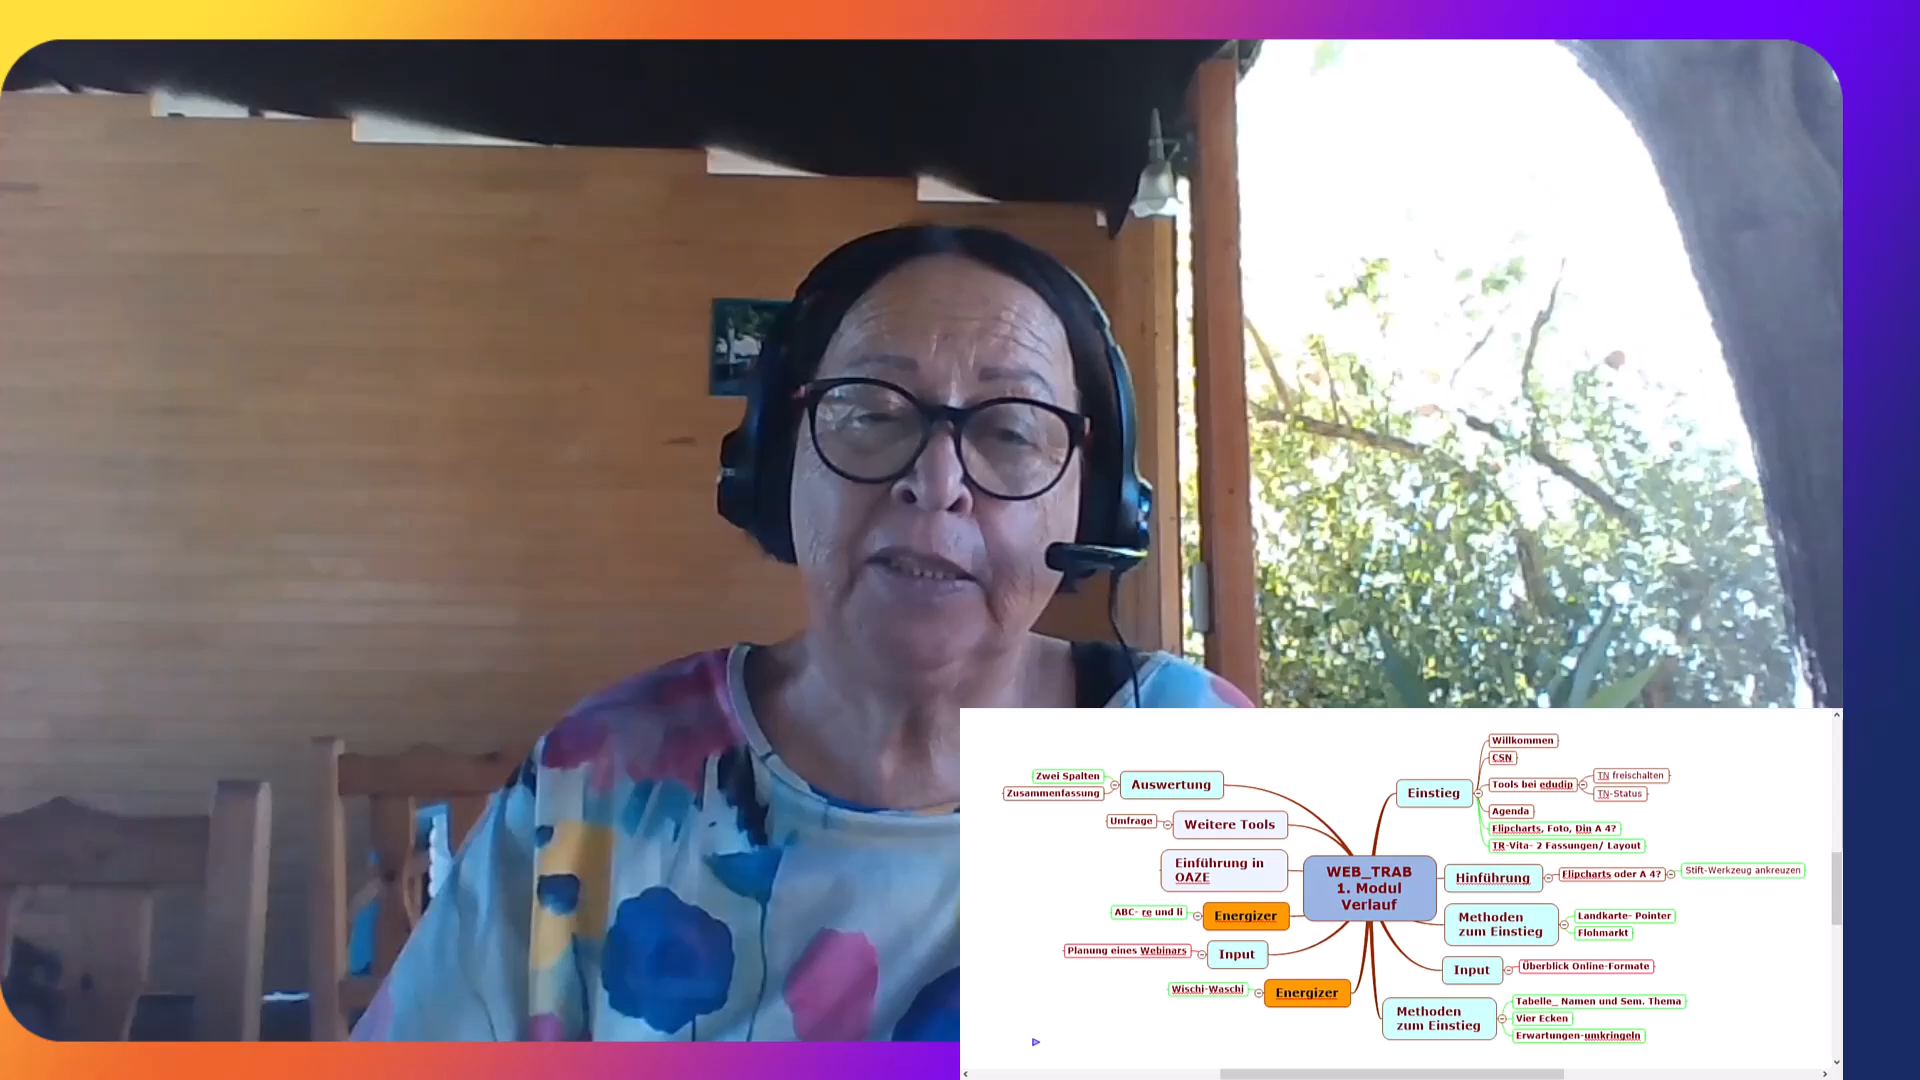 WEB_TRAB
1. Modul
Verlauf
Einstieg
Willkommen
CSN
Tools bei edudip
TN freischalten
TN-Status
Agenda
Flipcharts, Foto, Din A 4?
TR-Vita- 2 Fassungen/ Layout
Hinführung
Flipcharts oder A 4?
Stift-Werkzeug ankreuzen
Methoden
zum Einstieg
Landkarte- Pointer
Flohmarkt
Input
Überblick Online-Formate
Methoden
zum Einstieg
Tabelle_ Namen und Sem. Thema
Vier Ecken
Erwartungen-umkringeln
Energizer
Wischi-Waschi
Input
Planung eines Webinars
Energizer
ABC- re und li
Einführung in
OAZE
Weitere Tools
Umfrage
Auswertung
Zwei Spalten
Zusammenfassung